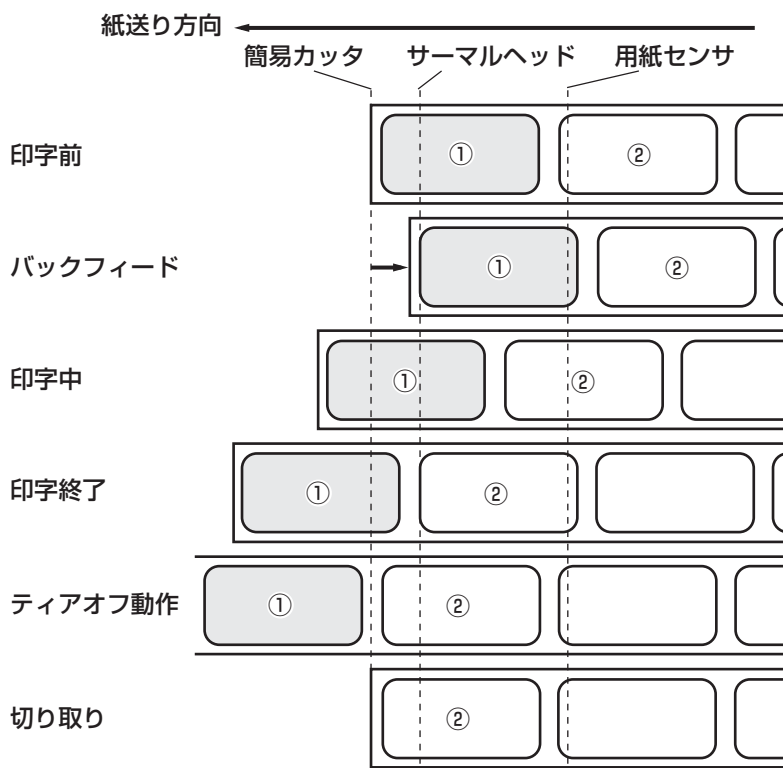 紙送り方向
簡易カッタ サーマルヘッド 用紙センサ
印字前 ① ②
バックフィード ① ②
印字中 ① ②
印字終了 ① ②
ティアオフ動作 ① ②
切り取り ②